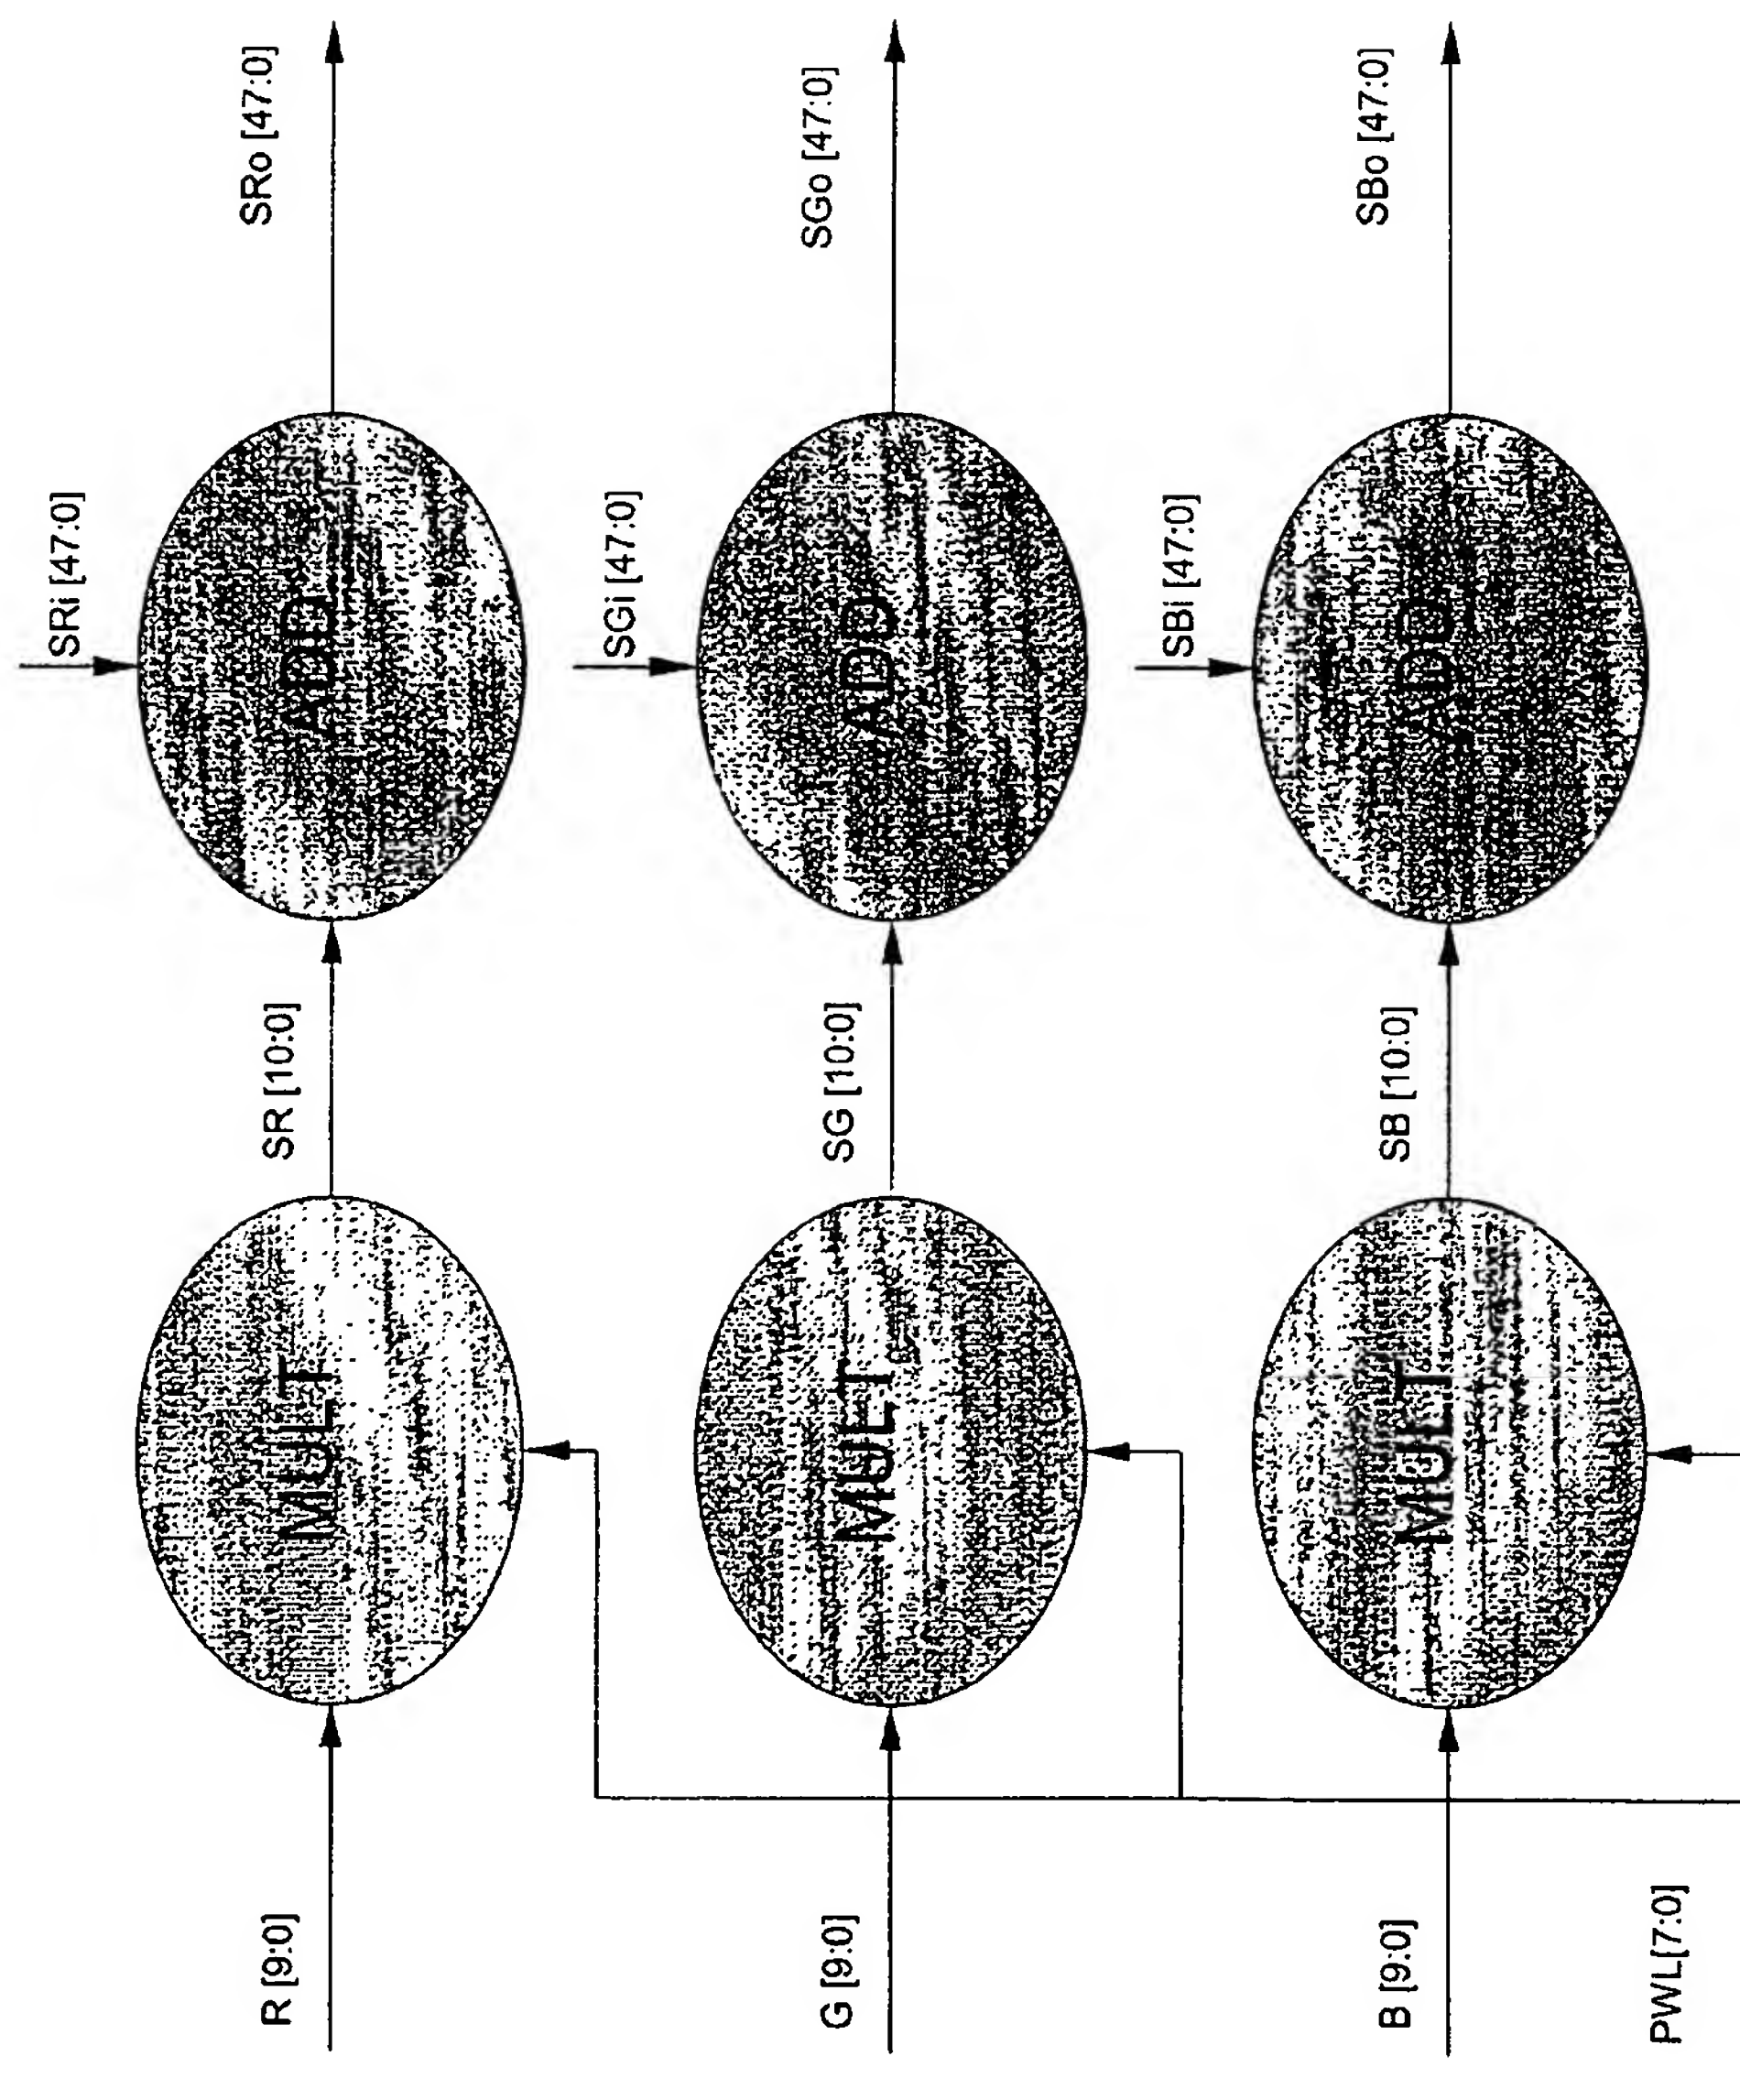 SRi [47:0]
SRo [47:0]
R [9:0]
MULT
SR [10:0]
ADD
SGi [47:0]
SGo [47:0]
G [9:0]
MULT
SG [10:0]
ADD
SBi [47:0]
SBo [47:0]
B [9:0]
MULT
SB [10:0]
ADD
PWL[7:0]